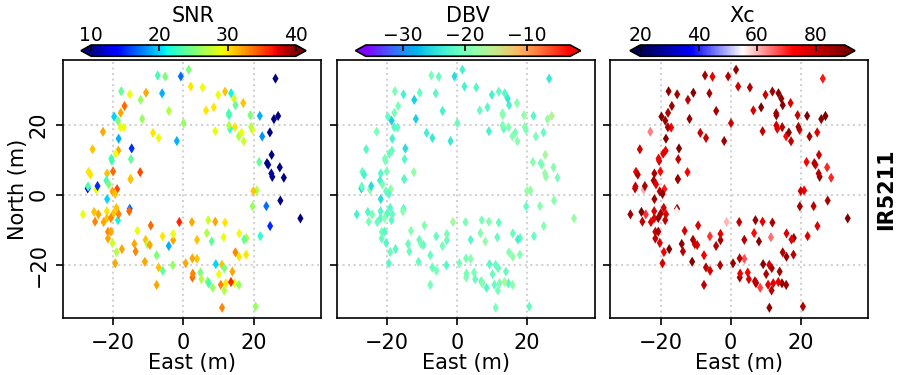 SNR DBV Xc
10 20 30 40 −30 −20 −10 20 40 60 80
North (m)
20
0
−20
−20 0 20 −20 0 20 −20 0 20
East (m) East (m) East (m)
IR5211